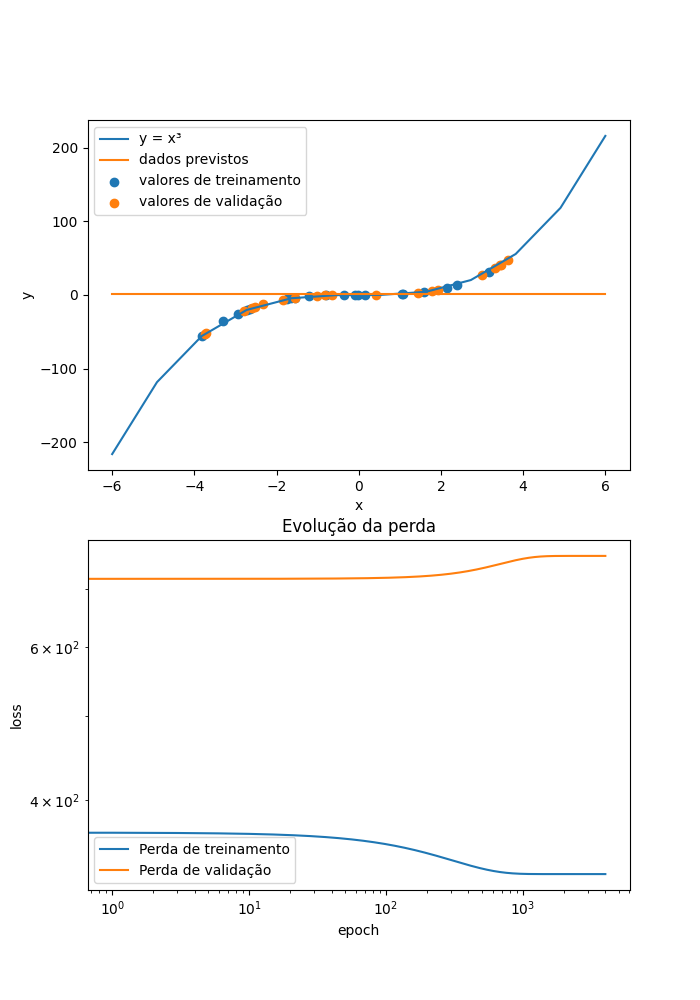 y = x³
dados previstos
valores de treinamento
valores de validação
200
100
0
−100
−200
y
−6
−4
−2
0
2
4
6
x
Evolução da perda
6 × 10²
4 × 10²
loss
Perda de treinamento
Perda de validação
10⁰
10¹
10²
10³
epoch